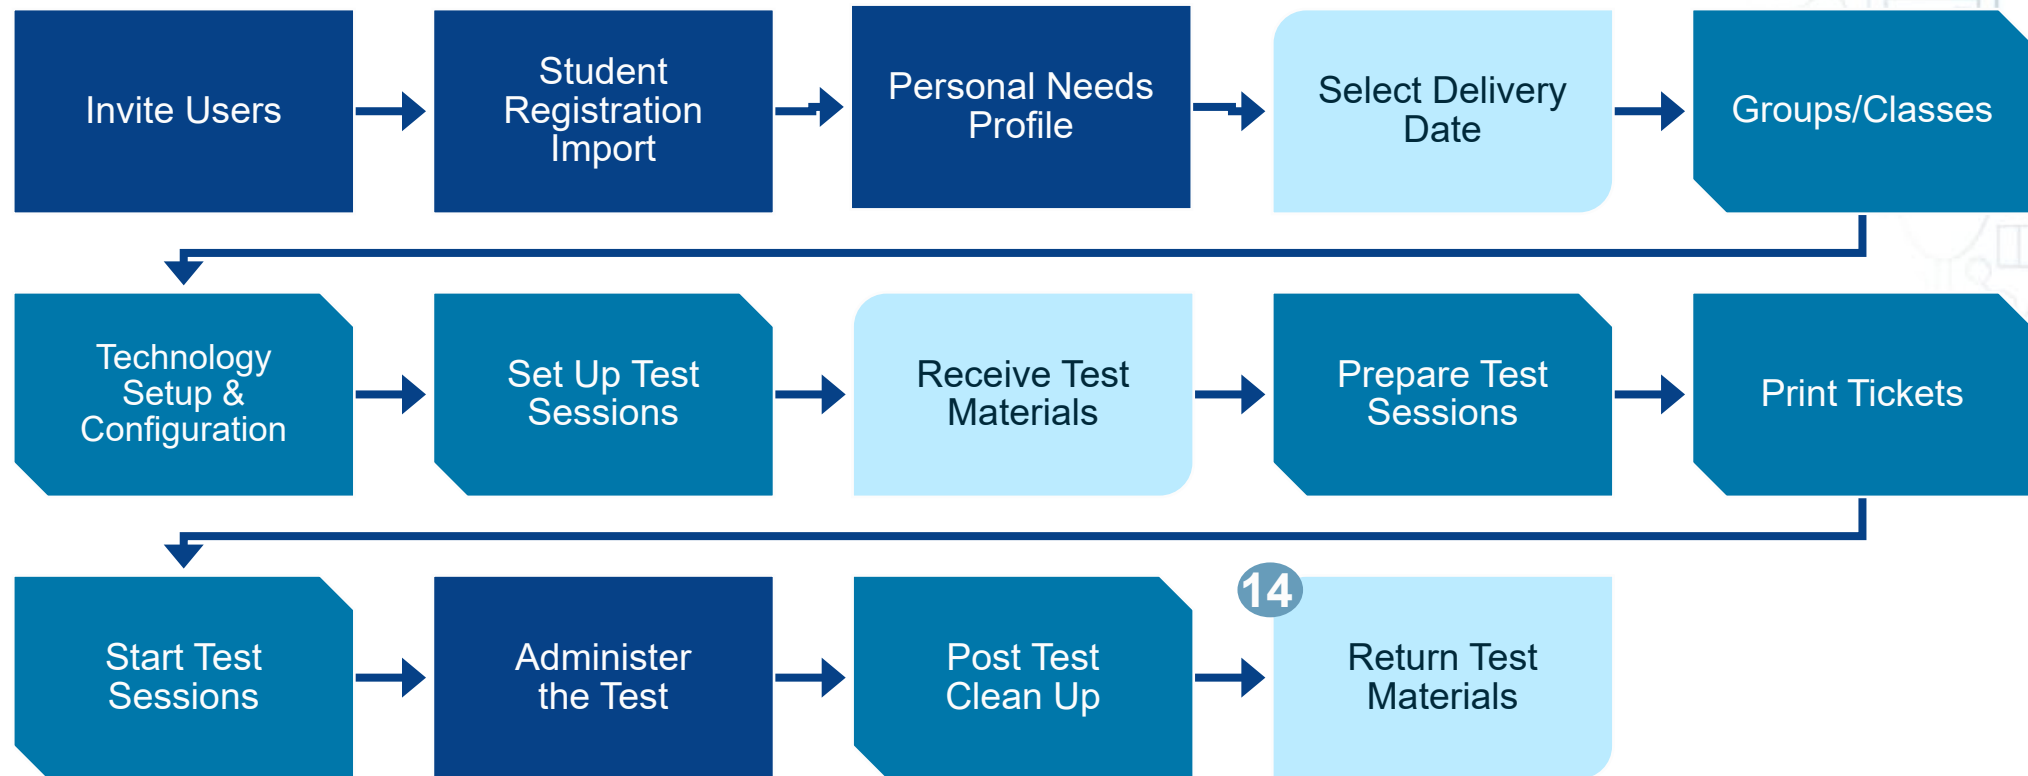 Invite Users
Student
Registration
Import
Personal Needs
Profile
Select Delivery
Date
Groups/Classes
Technology
Setup &
Configuration
Set Up Test
Sessions
Receive Test
Materials
Prepare Test
Sessions
Print Tickets
Start Test
Sessions
Administer
the Test
Post Test
Clean Up
14
Return Test
Materials